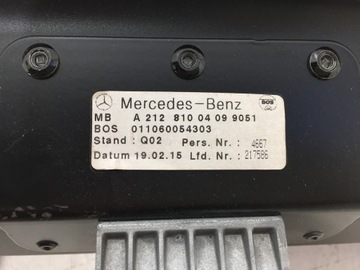 Mercedes-Benz
BOS
MB A 212 810 04 09 9051
BOS 011060054303
Stand : Q02 Pers. Nr.: 4667
Datum 19.02.15 Lfd. Nr.: 217586